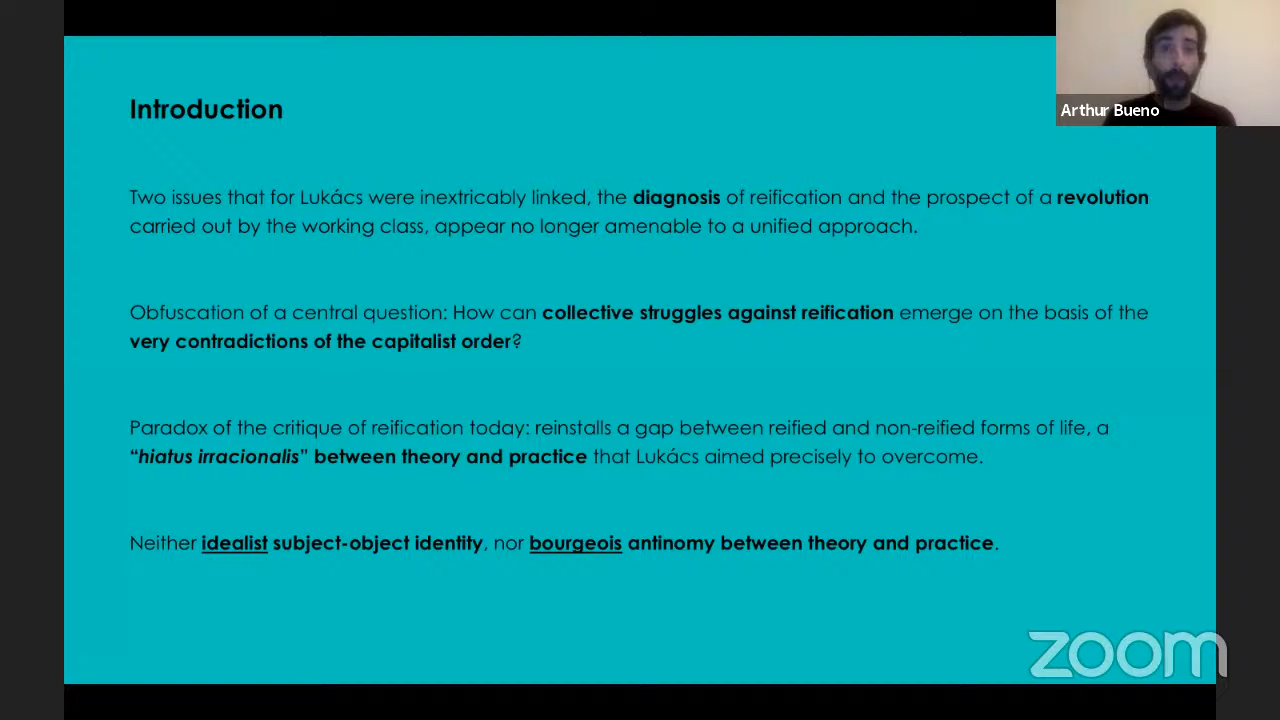 Introduction
Arthur Bueno
Two issues that for Lukács were inextricably linked, the diagnosis of reification and the prospect of a revolution
carried out by the working class, appear no longer amenable to a unified approach.
Obfuscation of a central question: How can collective struggles against reification emerge on the basis of the
very contradictions of the capitalist order?
Paradox of the critique of reification today: reinstalls a gap between reified and non-reified forms of life, a
“hiatus irracionalis” between theory and practice that Lukács aimed precisely to overcome.
Neither idealist subject-object identity, nor bourgeois antinomy between theory and practice.
zoom